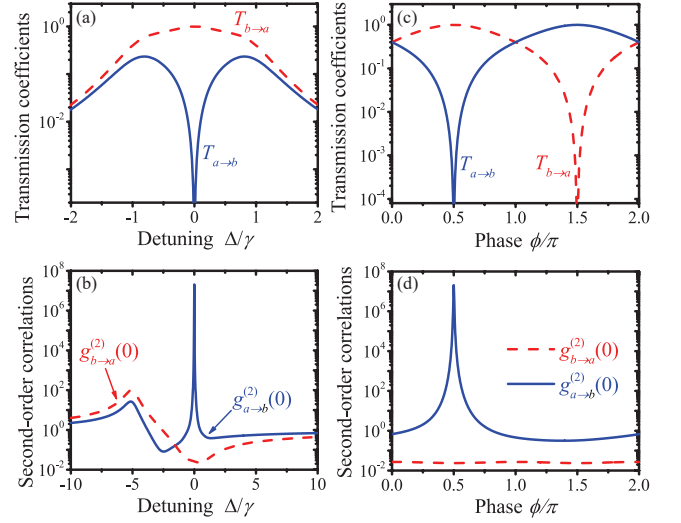 (a)
T_{b→a}
T_{a→b}
Transmission coefficients
10^0
10^{-2}
-2 -1 0 1 2
Detuning Δ/γ
(c)
T_{a→b}
T_{b→a}
Transmission coefficients
10^0
10^{-1}
10^{-2}
10^{-3}
10^{-4}
0.0 0.5 1.0 1.5 2.0
Phase ϕ/π
(b)
g^{(2)}_{b→a}(0)
g^{(2)}_{a→b}(0)
Second-order correlations
10^8
10^6
10^4
10^2
10^0
10^{-2}
-10 -5 0 5 10
Detuning Δ/γ
(d)
g^{(2)}_{b→a}(0)
g^{(2)}_{a→b}(0)
Second-order correlations
10^8
10^6
10^4
10^2
10^0
10^{-2}
0.0 0.5 1.0 1.5 2.0
Phase ϕ/π